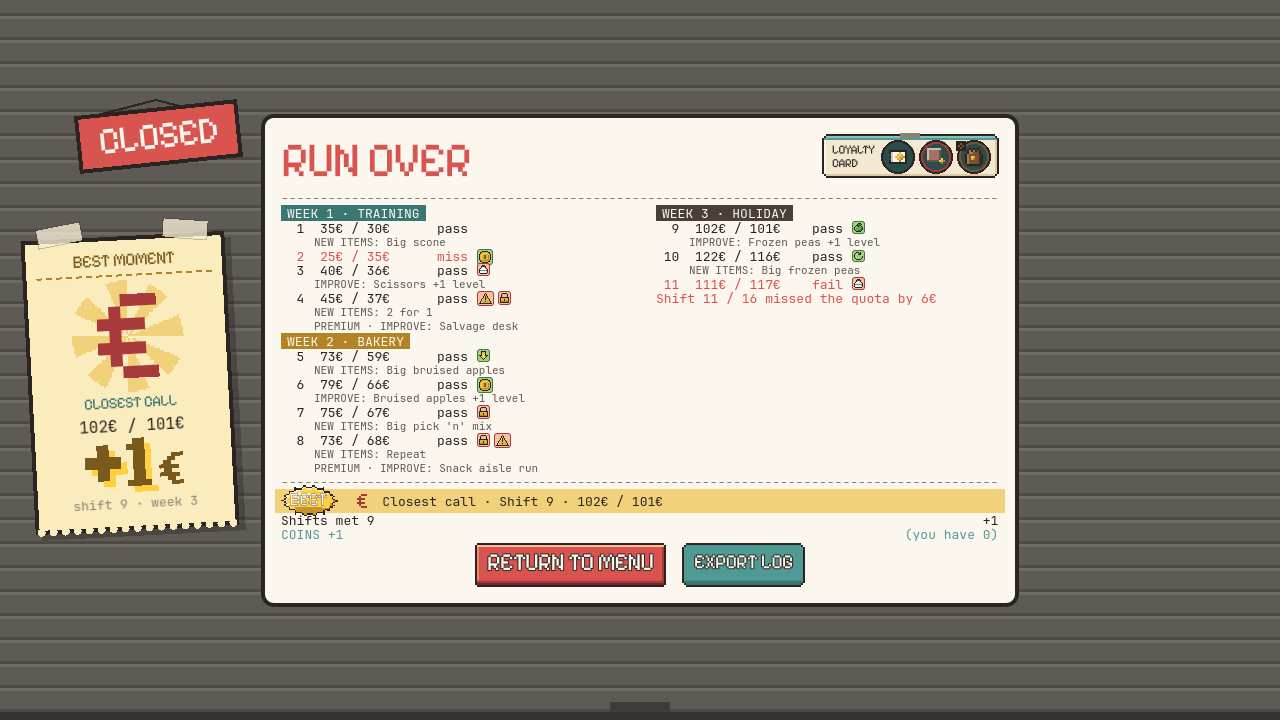 CLOSED
RUN OVER
LOYALTY
CARD
BEST MOMENT
CLOSEST CALL
102€ / 101€
+1€
shift 9 · week 3
WEEK 1 · TRAINING
1 35€ / 30€ pass
NEW ITEMS: Big scone
2 25€ / 35€ miss
3 40€ / 36€ pass
IMPROVE: Scissors +1 level
4 45€ / 37€ pass
NEW ITEMS: 2 for 1
PREMIUM · IMPROVE: Salvage desk
WEEK 2 · BAKERY
5 73€ / 59€ pass
NEW ITEMS: Big bruised apples
6 79€ / 66€ pass
IMPROVE: Bruised apples +1 level
7 75€ / 67€ pass
NEW ITEMS: Big pick 'n' mix
8 73€ / 68€ pass
NEW ITEMS: Repeat
PREMIUM · IMPROVE: Snack aisle run
WEEK 3 · HOLIDAY
9 102€ / 101€ pass
IMPROVE: Frozen peas +1 level
10 122€ / 116€ pass
NEW ITEMS: Big frozen peas
11 111€ / 117€ fail
Shift 11 / 16 missed the quota by 6€
BEST € Closest call · Shift 9 · 102€ / 101€
Shifts met 9 +1
COINS +1 (you have 0)
RETURN TO MENU
EXPORT LOG